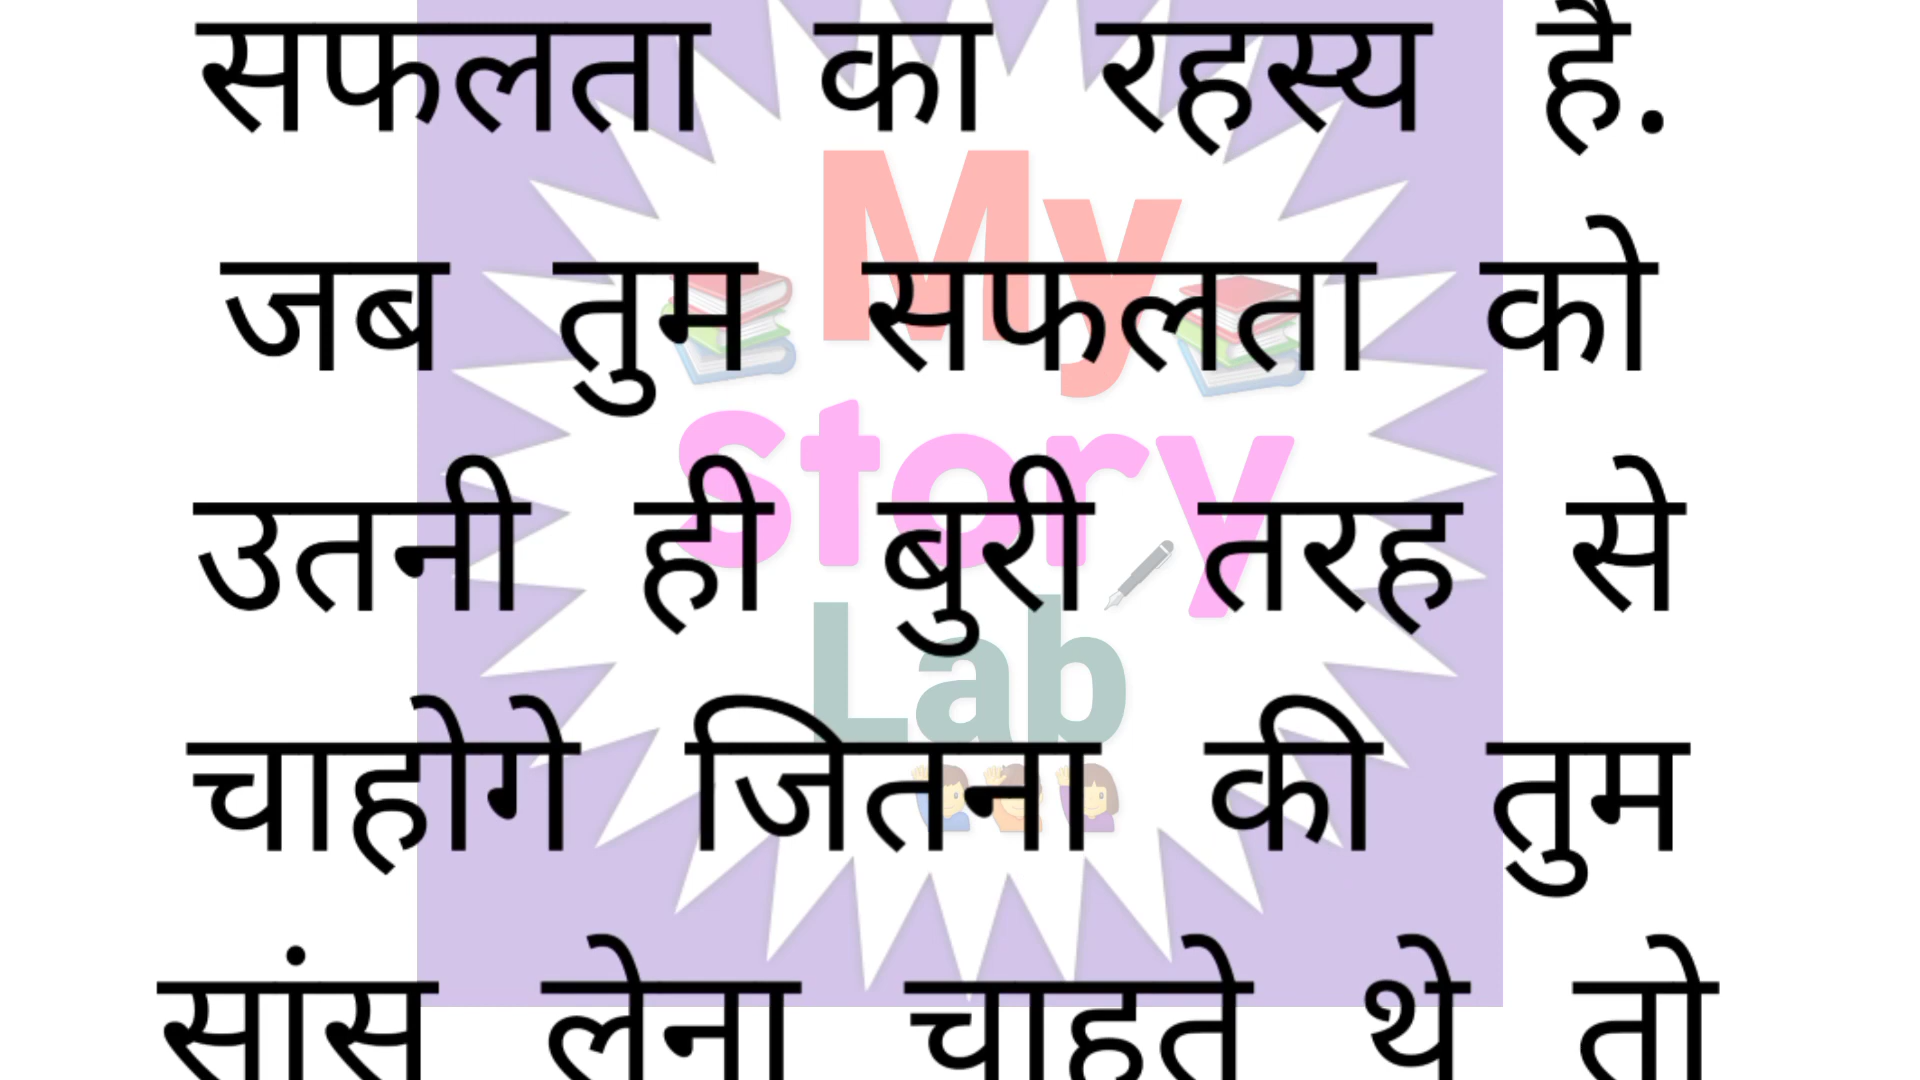 सफलता का रहस्य है.
My
जब तुम सफलता को
Story
उतनी ही बुरी तरह से
Lab
चाहोगे जितना की तुम
सांस लेना चाहते थे तो